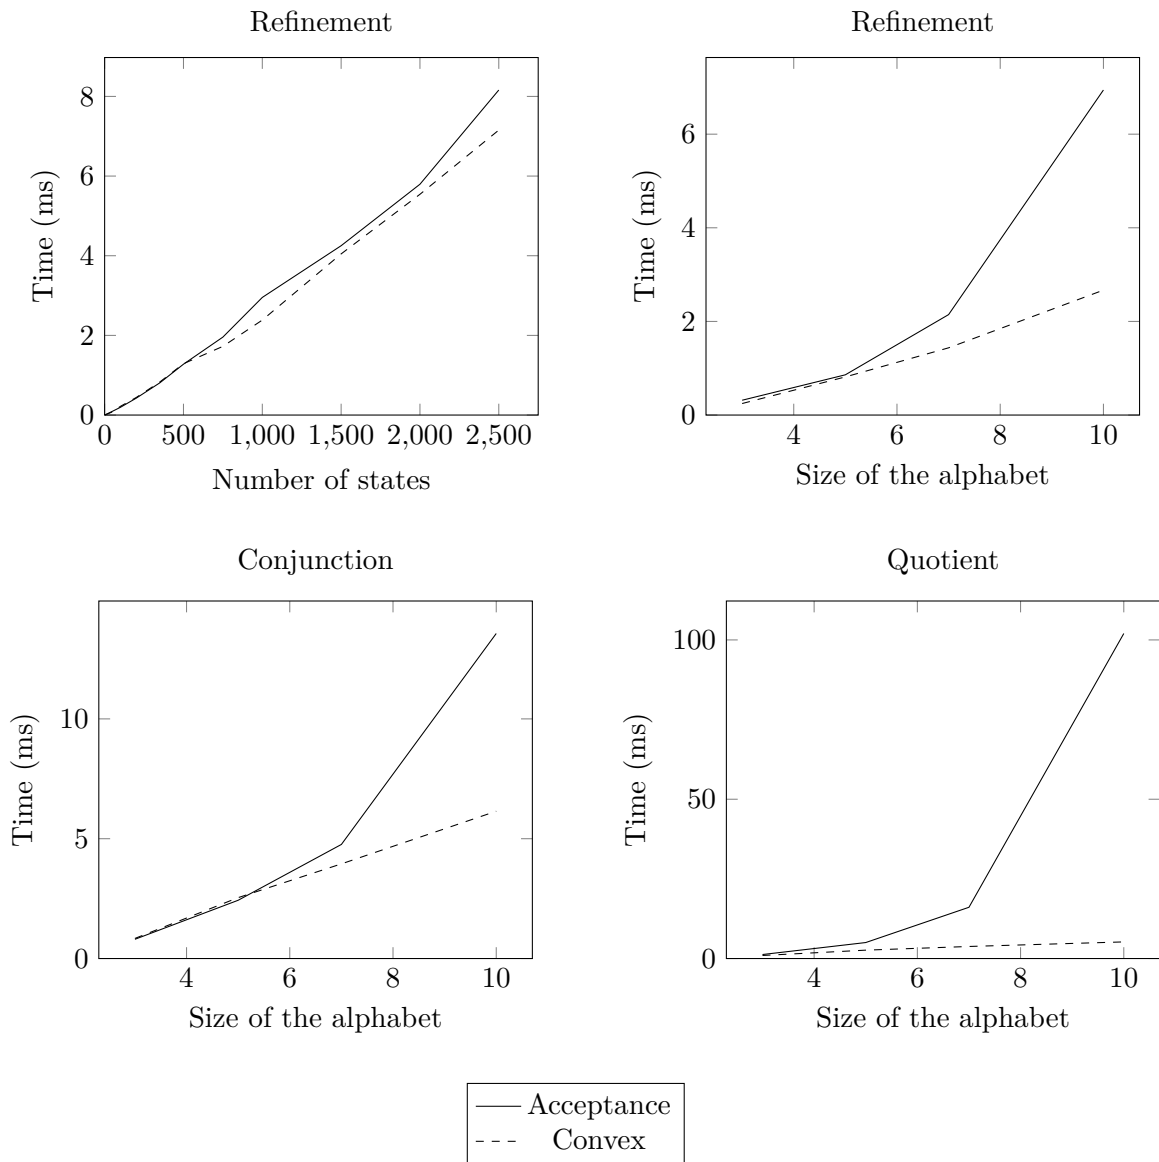 Refinement
8
6
4
2
0
Time (ms)
0 500 1,000 1,500 2,000 2,500
Number of states
Refinement
6
4
2
0
Time (ms)
4 6 8 10
Size of the alphabet
Conjunction
10
5
0
Time (ms)
4 6 8 10
Size of the alphabet
Quotient
100
50
0
Time (ms)
4 6 8 10
Size of the alphabet
Acceptance
Convex